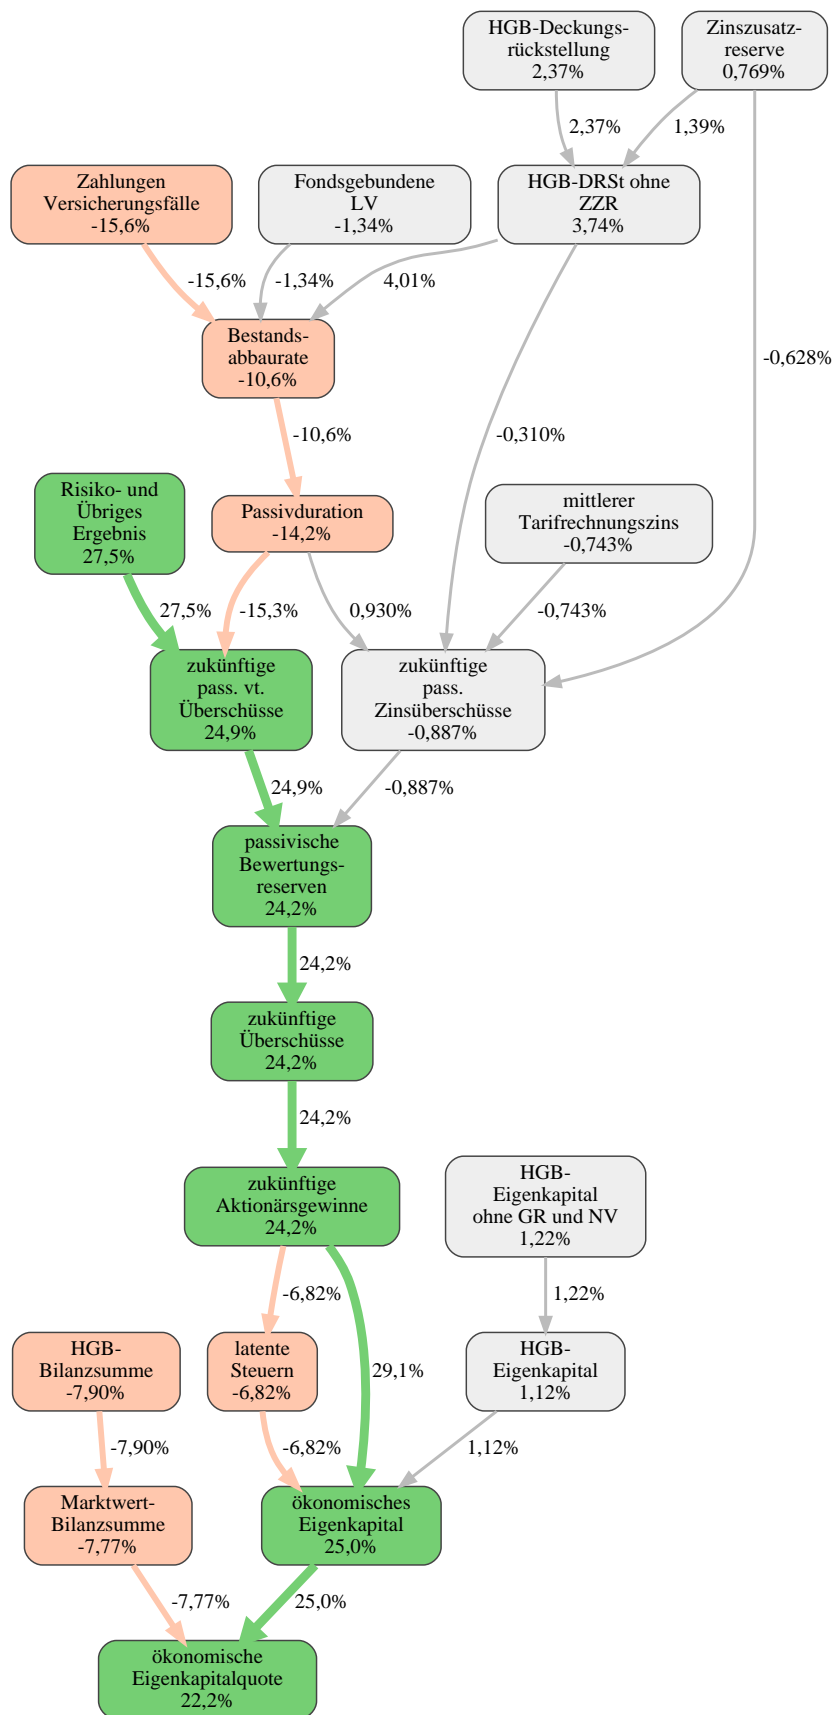 HGB-Deckungs-
rückstellung
2,37%
Zinszusatz-
reserve
0,769%
2,37%
1,39%
Zahlungen
Versicherungsfälle
-15,6%
Fondsgebundene
LV
-1,34%
HGB-DRSt ohne
ZZR
3,74%
-15,6%
-1,34%
4,01%
Bestands-
abbaurate
-10,6%
-0,628%
-10,6%
-0,310%
Risiko- und
Übriges
Ergebnis
27,5%
Passivduration
-14,2%
mittlerer
Tarifrechnungszins
-0,743%
27,5%
-15,3%
0,930%
-0,743%
zukünftige
pass. vt.
Überschüsse
24,9%
zukünftige
pass.
Zinsüberschüsse
-0,887%
24,9%
-0,887%
passivische
Bewertungs-
reserven
24,2%
24,2%
zukünftige
Überschüsse
24,2%
24,2%
zukünftige
Aktionärsgewinne
24,2%
HGB-
Eigenkapital
ohne GR und NV
1,22%
-6,82%
1,22%
HGB-
Bilanzsumme
-7,90%
latente
Steuern
-6,82%
29,1%
HGB-
Eigenkapital
1,12%
-7,90%
-6,82%
1,12%
Marktwert-
Bilanzsumme
-7,77%
ökonomisches
Eigenkapital
25,0%
-7,77%
25,0%
ökonomische
Eigenkapitalquote
22,2%